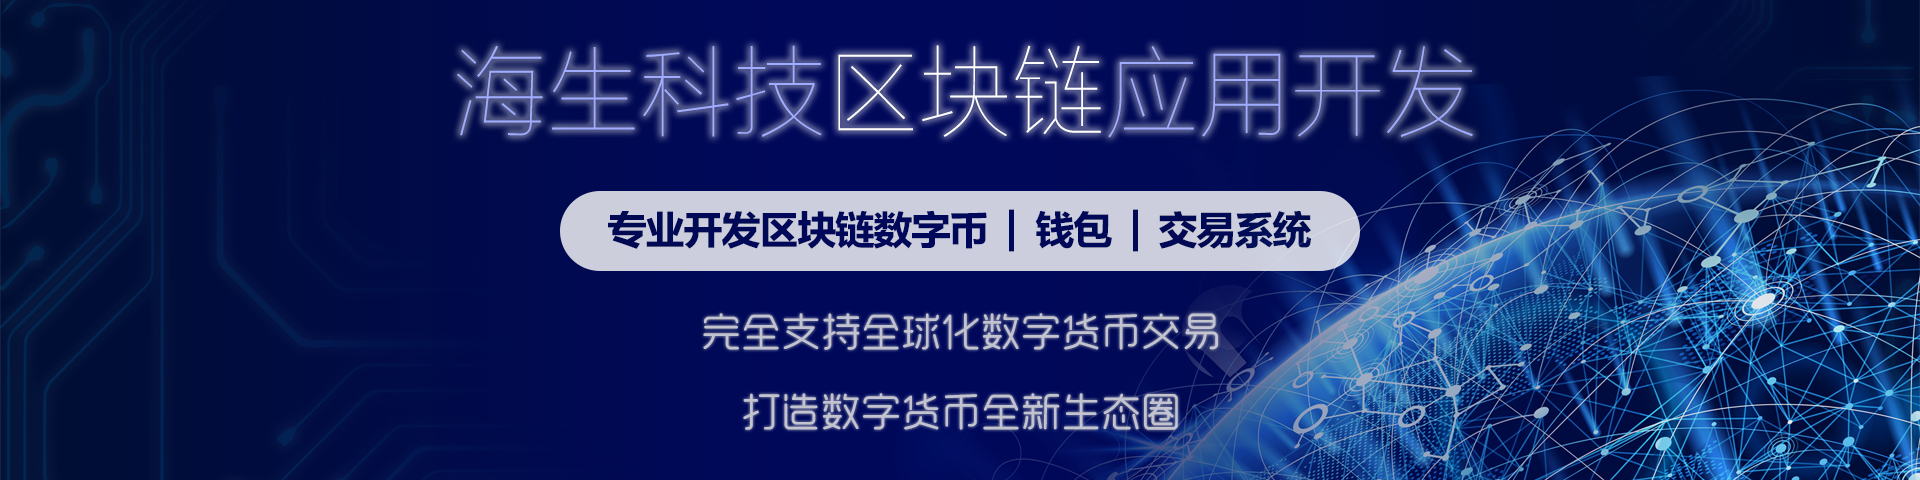 海生科技区块链应用开发
专业开发区块链数字币 | 钱包 | 交易系统
完全支持全球化数字货币交易
打造数字货币全新生态圈